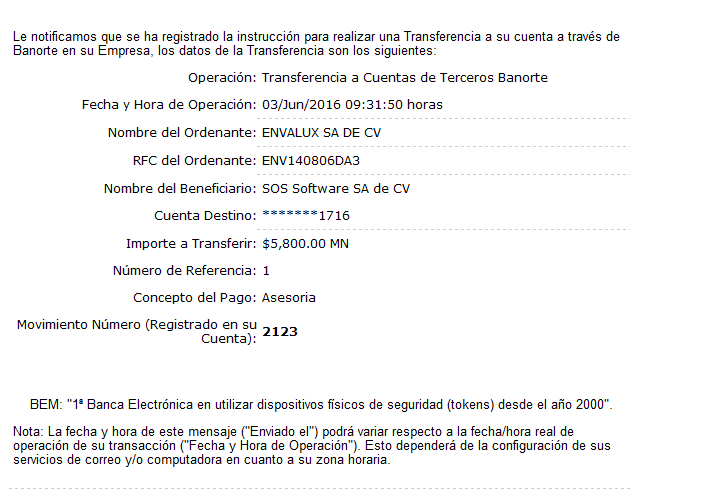 Le notificamos que se ha registrado la instrucción para realizar una Transferencia a su cuenta a través de
Banorte en su Empresa, los datos de la Transferencia son los siguientes:
Operación: Transferencia a Cuentas de Terceros Banorte
Fecha y Hora de Operación: 03/Jun/2016 09:31:50 horas
Nombre del Ordenante: ENVALUX SA DE CV
RFC del Ordenante: ENV140806DA3
Nombre del Beneficiario: SOS Software SA de CV
Cuenta Destino: *******1716
Importe a Transferir: $5,800.00 MN
Número de Referencia: 1
Concepto del Pago: Asesoria
Movimiento Número (Registrado en su
Cuenta): 2123
BEM: "1ª Banca Electrónica en utilizar dispositivos físicos de seguridad (tokens) desde el año 2000".
Nota: La fecha y hora de este mensaje ("Enviado el") podrá variar respecto a la fecha/hora real de
operación de su transacción ("Fecha y Hora de Operación"). Esto dependerá de la configuración de sus
servicios de correo y/o computadora en cuanto a su zona horaria.